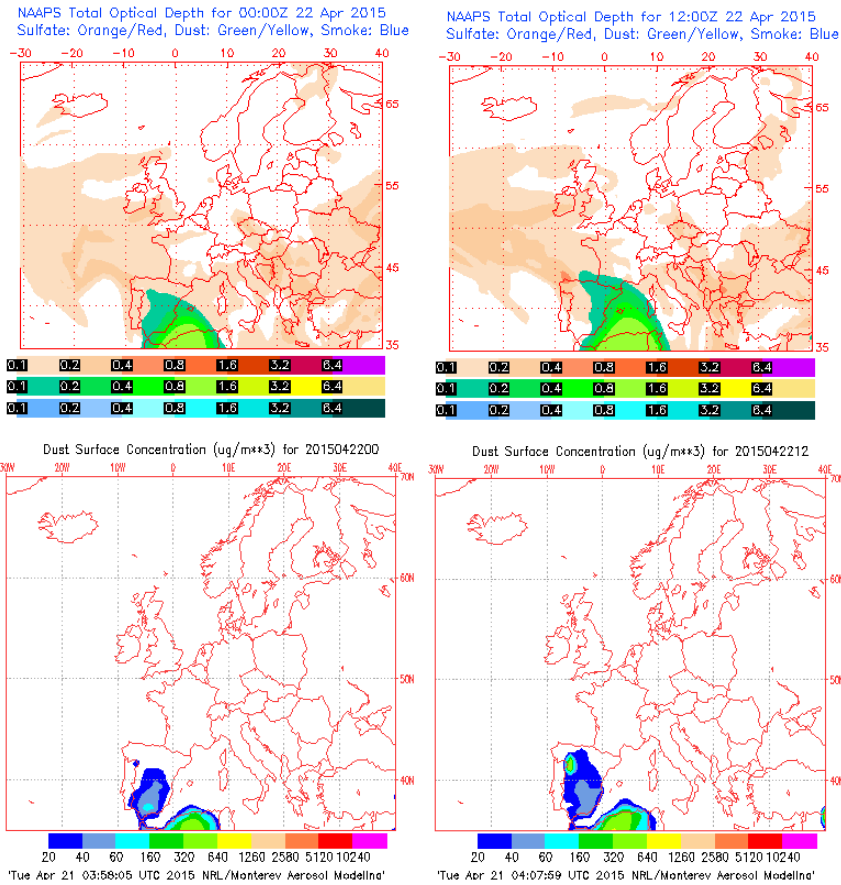 NAAPS Total Optical Depth for 00:00Z 22 Apr 2015
Sulfate: Orange/Red, Dust: Green/Yellow, Smoke: Blue
-30 -20 -10 0 10 20 30 40
65
55
45
35
0.1 0.2 0.4 0.8 1.6 3.2 6.4
0.1 0.2 0.4 0.8 1.6 3.2 6.4
0.1 0.2 0.4 0.8 1.6 3.2 6.4
NAAPS Total Optical Depth for 12:00Z 22 Apr 2015
Sulfate: Orange/Red, Dust: Green/Yellow, Smoke: Blue
-30 -20 -10 0 10 20 30 40
65
55
45
35
0.1 0.2 0.4 0.8 1.6 3.2 6.4
0.1 0.2 0.4 0.8 1.6 3.2 6.4
0.1 0.2 0.4 0.8 1.6 3.2 6.4
Dust Surface Concentration (ug/m**3) for 2015042200
30W 20W 10W 0 10E 20E 30E 40E
70N
60N
50N
40N
20 40 60 160 320 640 1260 2580 5120 10240
'Tue Apr 21 03:58:05 UTC 2015 NRL/Monterey Aerosol Modeling'
Dust Surface Concentration (ug/m**3) for 2015042212
30W 20W 10W 0 10E 20E 30E 40E
70N
60N
50N
40N
20 40 60 160 320 640 1260 2580 5120 10240
'Tue Apr 21 04:07:59 UTC 2015 NRL/Monterey Aerosol Modeling'